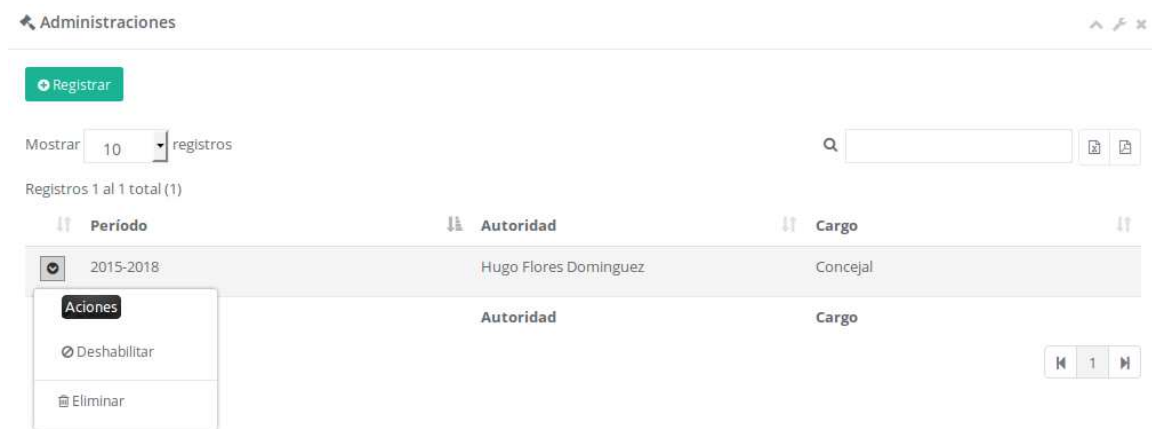 Administraciones
Registrar
Mostrar 10 registros
Registros 1 al 1 total (1)
Período Autoridad Cargo
2015-2018 Hugo Flores Dominguez Concejal
Aciones
Autoridad Cargo
Deshabilitar
1
Eliminar